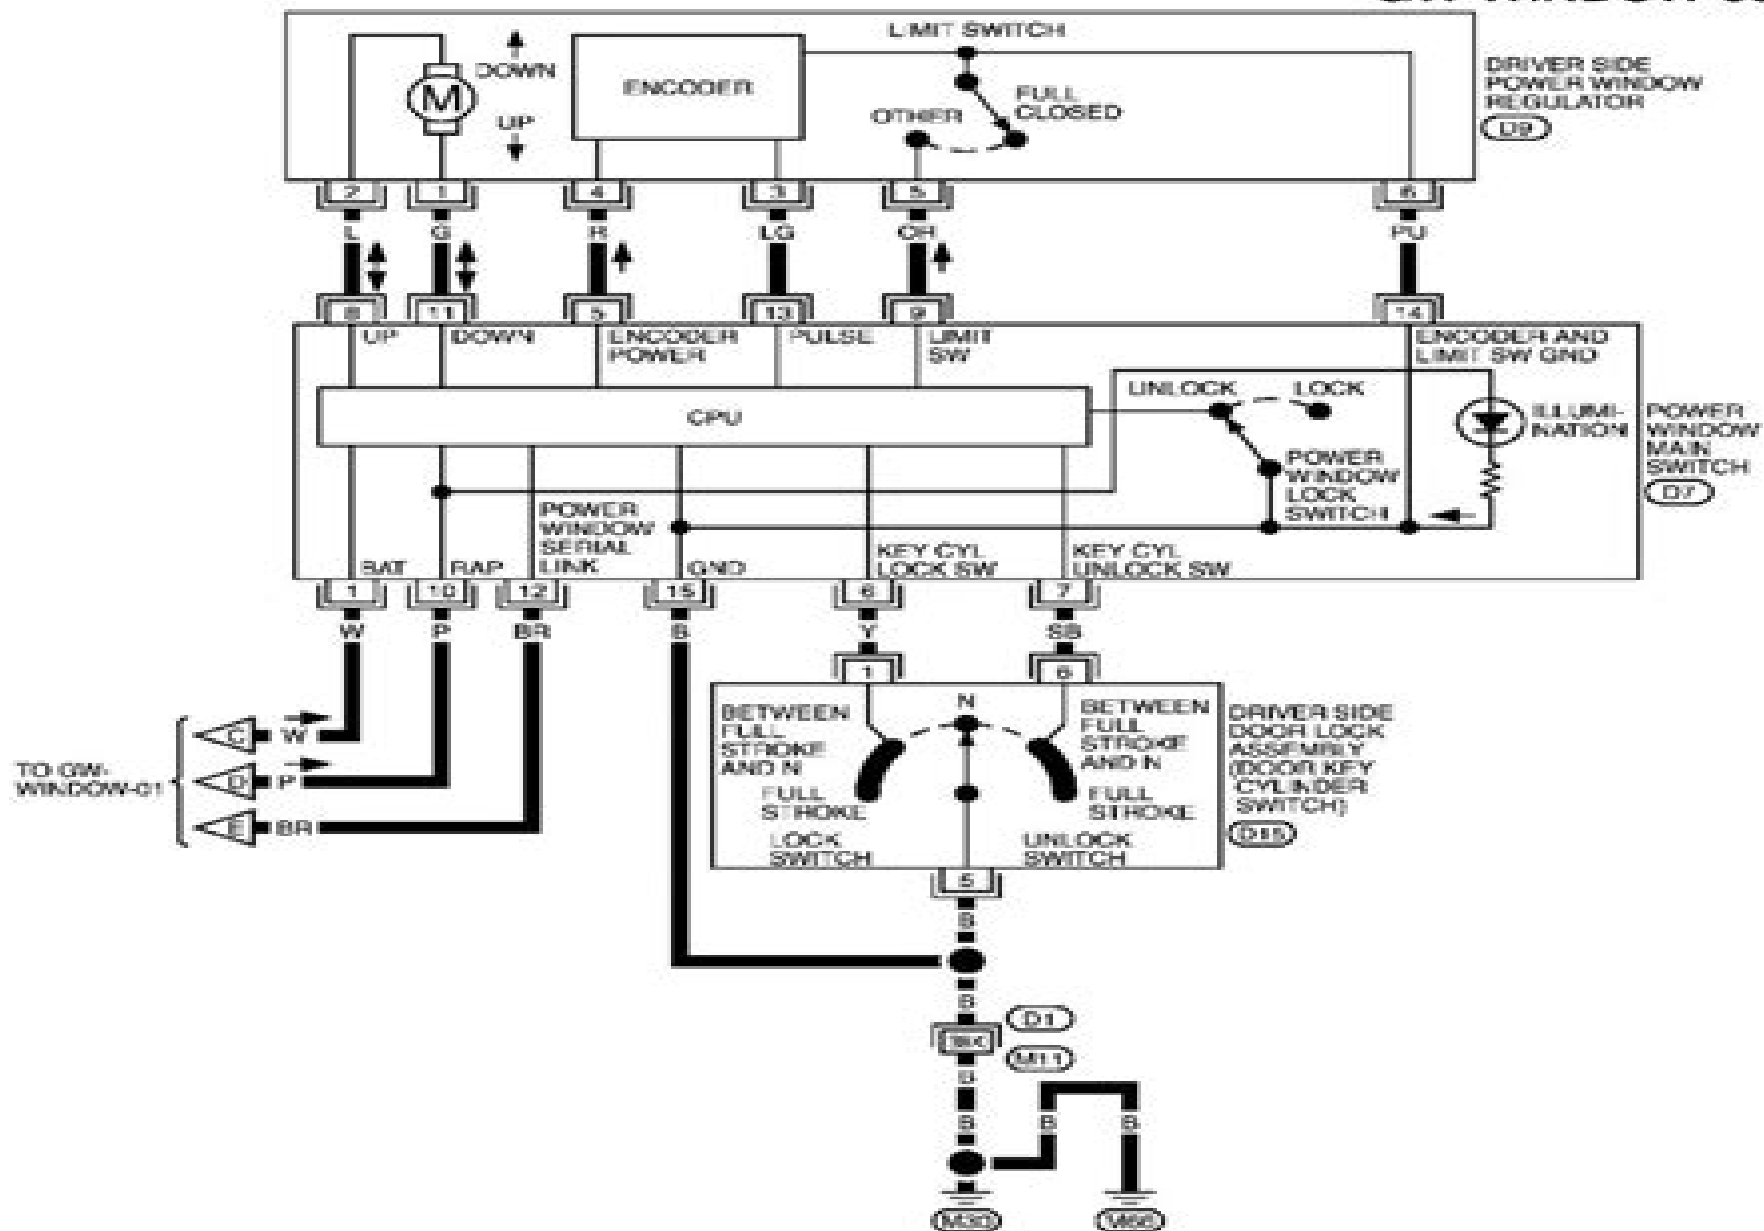 LIMIT SWITCH
DOWN
M
UP
ENCODER
OTHER
FULL
CLOSED
DRIVER SIDE
POWER WINDOW
REGULATOR
D9
2
1
4
3
5
6
L
G
R
LG
OR
PU
8
11
5
13
9
14
UP
DOWN
ENCODER
POWER
PULSE
LIMIT
SW
ENCODER AND
LIMIT SW GND
CPU
UNLOCK
LOCK
ILLUMI-
NATION
POWER
WINDOW
MAIN
SWITCH
D7
POWER
WINDOW
LOCK
SWITCH
POWER
WINDOW
SERIAL
LINK
BAT
RAP
GND
KEY CYL
LOCK SW
KEY CYL
UNLOCK SW
1
10
12
15
6
7
W
P
BR
B
Y
SB
1
6
BETWEEN
FULL
STROKE
AND N
FULL
STROKE
LOCK
SWITCH
N
BETWEEN
FULL
STROKE
AND N
FULL
STROKE
UNLOCK
SWITCH
DRIVER SIDE
DOOR LOCK
ASSEMBLY
(DOOR KEY
CYLINDER
SWITCH)
TO GW-
WINDOW-01
C
W
D
P
E
BR
5
B
B
D1
M11
B
B
B
B
M30
M66